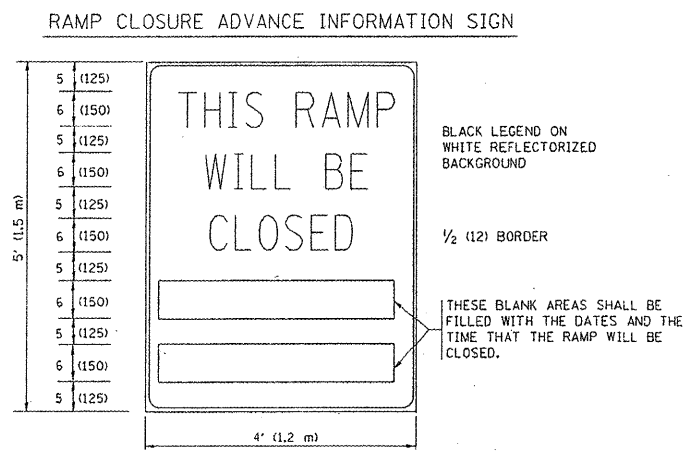 RAMP CLOSURE ADVANCE INFORMATION SIGN
5 (125)
6 (150)
5 (125)
6 (150)
5 (125)
6 (150)
5 (125)
6 (150)
5 (125)
6 (150)
5 (125)
5' (1.5 m)
THIS RAMP
WILL BE
CLOSED
BLACK LEGEND ON
WHITE REFLECTORIZED
BACKGROUND
½ (12) BORDER
THESE BLANK AREAS SHALL BE
FILLED WITH THE DATES AND THE
TIME THAT THE RAMP WILL BE
CLOSED.
4' (1.2 m)